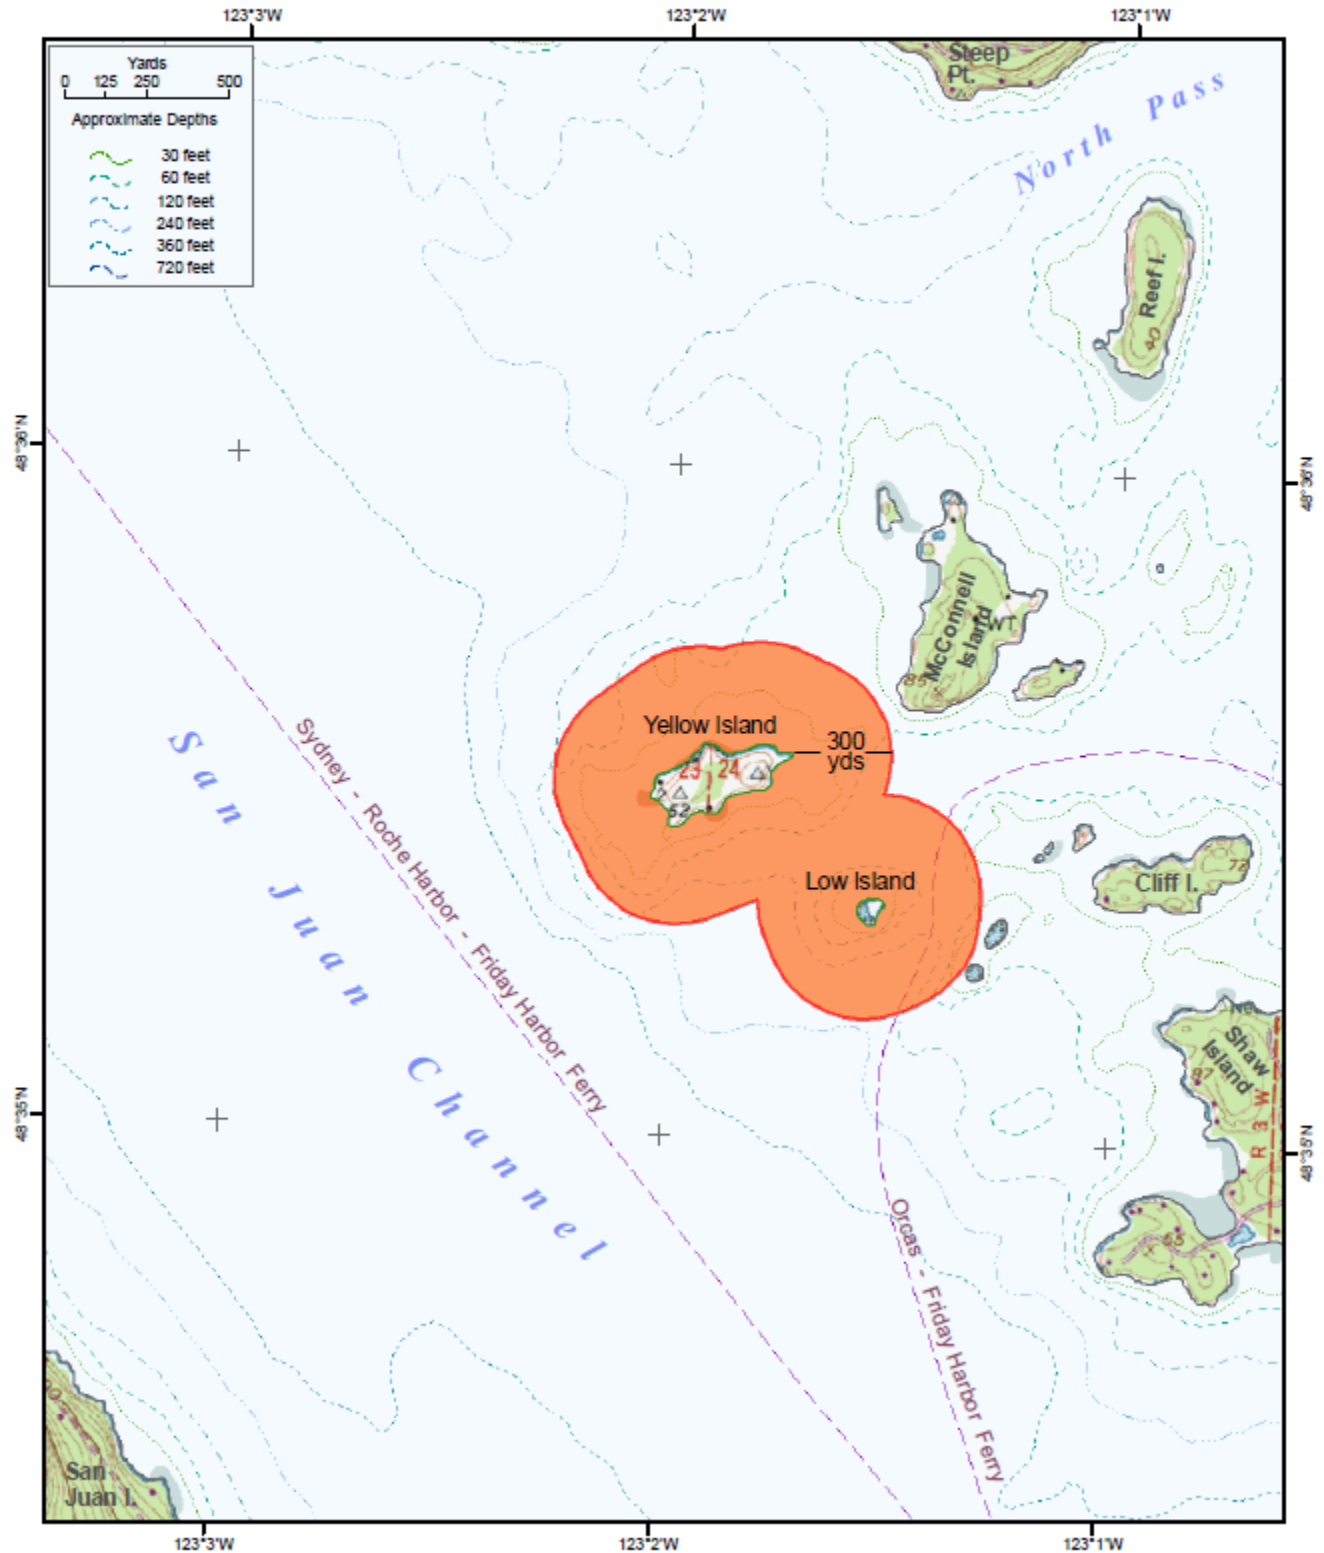 123°3'W 123°2'W 123°1'W
Yards
0 125 250 500
Approximate Depths
30 feet
60 feet
120 feet
240 feet
360 feet
720 feet
Steep
Pt.
North Pass
Reef I.
40
48°36'N
48°36'N
McConnell
Island
WT
Yellow Island
300
yds
23 24
52
Low Island
Cliff I.
72
San Juan Channel
Sydney - Roche Harbor - Friday Harbor Ferry
Shaw
Island
87
R 3 W
48°35'N
48°35'N
65
Orcas - Friday Harbor Ferry
San
Juan I.
123°3'W 123°2'W 123°1'W